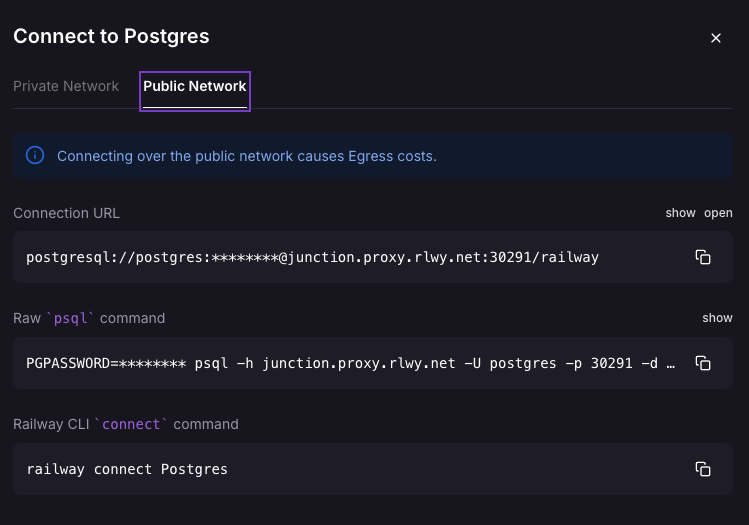 Connect to Postgres
Private Network
Public Network
Connecting over the public network causes Egress costs.
Connection URL
show open
postgresql://postgres:********@junction.proxy.rlwy.net:30291/railway
Raw `psql` command
show
PGPASSWORD=******** psql -h junction.proxy.rlwy.net -U postgres -p 30291 -d …
Railway CLI `connect` command
railway connect Postgres